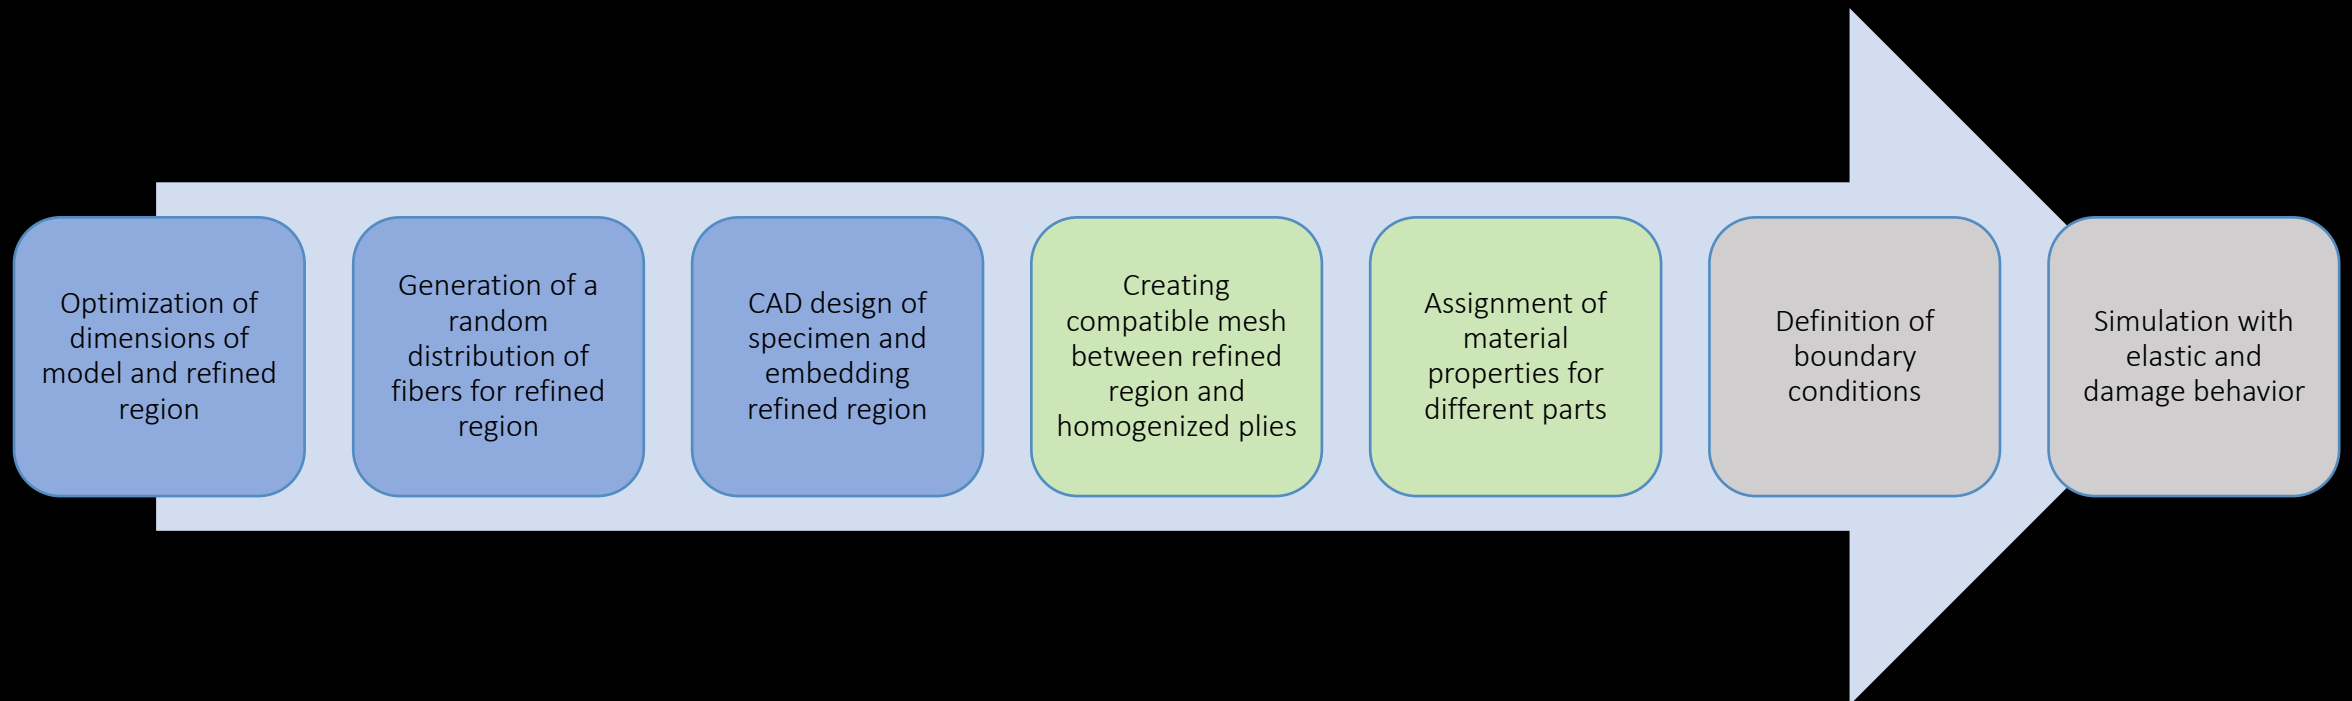 Optimization of
dimensions of
model and refined
region
Generation of a
random
distribution of
fibers for refined
region
CAD design of
specimen and
embedding
refined region
Creating
compatible mesh
between refined
region and
homogenized plies
Assignment of
material
properties for
different parts
Definition of
boundary
conditions
Simulation with
elastic and
damage behavior